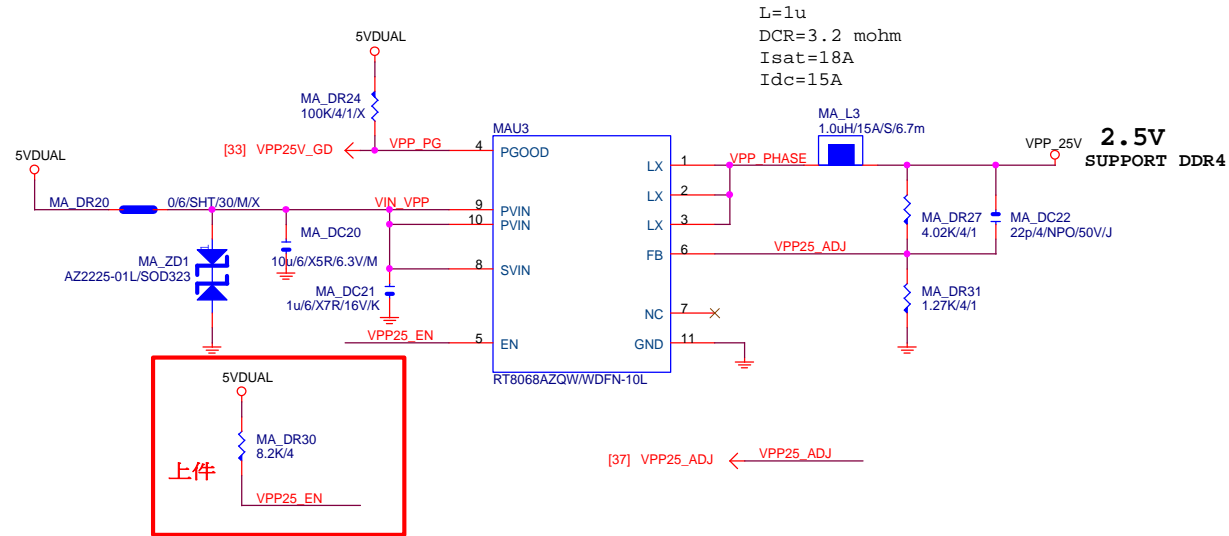 L=1u
DCR=3.2 mohm
Isat=18A
Idc=15A
5VDUAL
MA_DR24
100K/4/1/X
MAU3
MA_L3
1.0uH/15A/S/6.7m
[33] VPP25V_GD
VPP_PG
4
PGOOD
LX
1
VPP_PHASE
VPP_25V
2.5V
SUPPORT DDR4
5VDUAL
MA_DR20
0/6/SHT/30/M/X
VIN_VPP
9
PVIN
10
PVIN
LX
2
LX
3
MA_DR27
4.02K/4/1
MA_DC22
22p/4/NPO/50V/J
1
MA_ZD1
AZ2225-01L/SOD323
MA_DC20
10u/6/X5R/6.3V/M
8
SVIN
FB
6
VPP25_ADJ
MA_DC21
1u/6/X7R/16V/K
MA_DR31
1.27K/4/1
NC
7
VPP25_EN
5
EN
GND
11
RT8068AZQW/WDFN-10L
5VDUAL
MA_DR30
8.2K/4
上件
VPP25_EN
[37] VPP25_ADJ
VPP25_ADJ